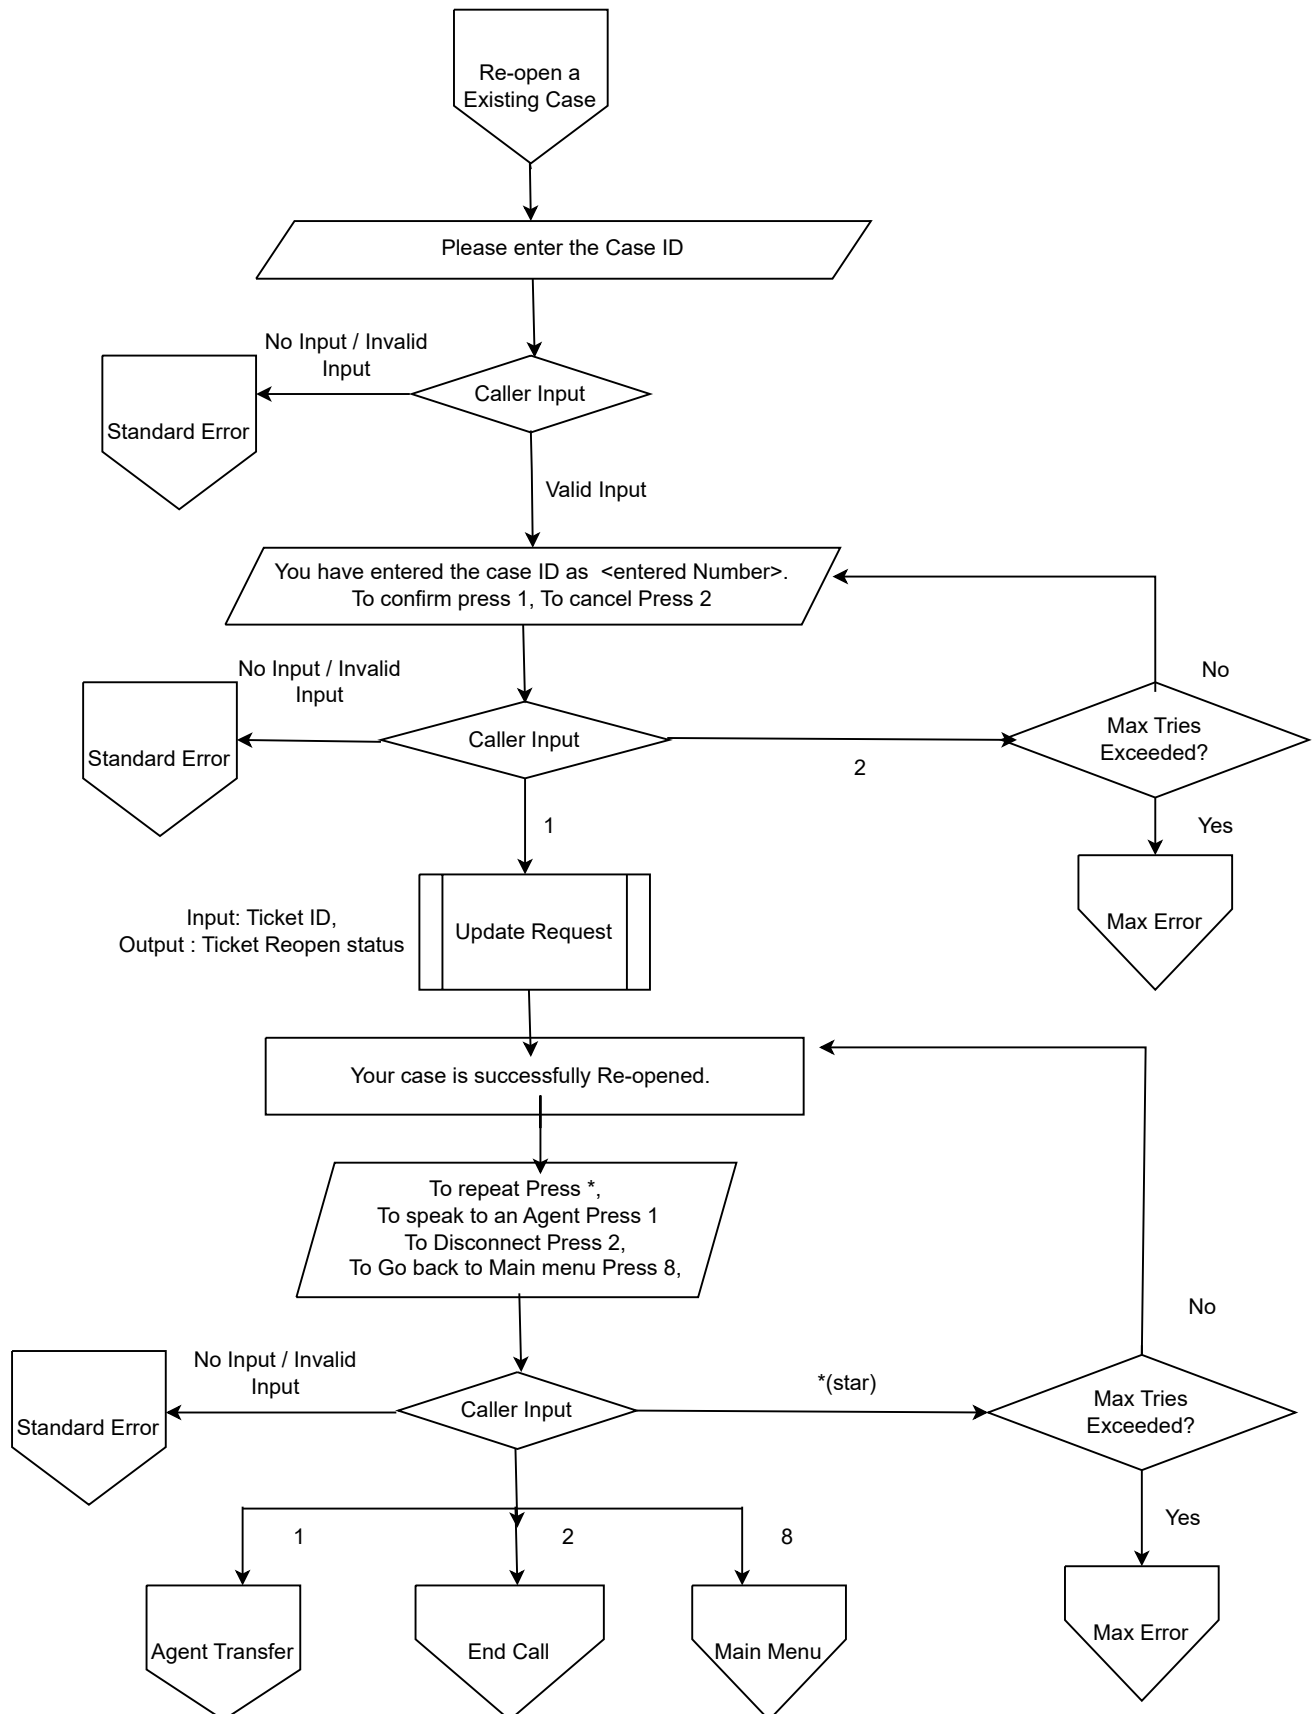 Re-open a
Existing Case
Please enter the Case ID
No Input / Invalid
Input
Caller Input
Standard Error
Valid Input
You have entered the case ID as  <entered Number>.
To confirm press 1, To cancel Press 2
No Input / Invalid
Input
No
Standard Error
Caller Input
Max Tries
Exceeded?
2
1
Yes
Input: Ticket ID,
Output : Ticket Reopen status
Update Request
Max Error
Your case is successfully Re-opened.
To repeat Press *,
To speak to an Agent Press 1
To Disconnect Press 2,
To Go back to Main menu Press 8,
No
No Input / Invalid
Input
*(star)
Standard Error
Caller Input
Max Tries
Exceeded?
Yes
1
2
8
Agent Transfer
End Call
Main Menu
Max Error